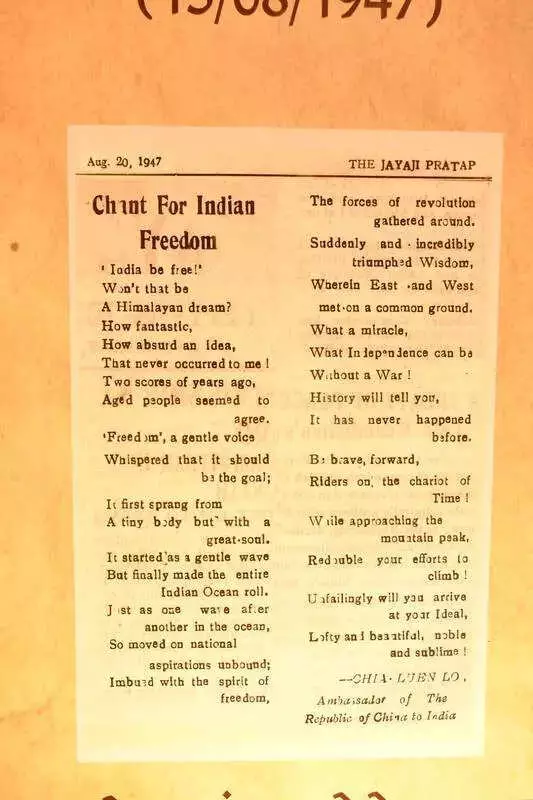 (15/08/1947)
Aug. 20, 1947
THE JAYAJI PRATAP
Chant For Indian
Freedom
' India be free!'
Won't that be
A Himalayan dream?
How fantastic,
How absurd an idea,
That never occurred to me !
Two scores of years ago,
Aged people seemed to
agree.
'Freedom', a gentle voice
Whispered that it should
be the goal;
It first sprang from
A tiny body but with a
great-soul.
It started as a gentle wave
But finally made the entire
Indian Ocean roll.
Just as one wave after
another in the ocean,
So moved on national
aspirations unbound;
Imbued with the spirit of
freedom,
The forces of revolution
gathered around.
Suddenly and incredibly
triumphed Wisdom,
Wherein East and West
met on a common ground.
What a miracle,
What Independence can be
Without a War !
History will tell you,
It has never happened
before.
Be brave, forward,
Riders on, the chariot of
Time !
While approaching the
mountain peak,
Redouble your efforts to
climb !
Unfailingly will you arrive
at your Ideal,
Lofty and beautiful, noble
and sublime !
—CHIA-LUEN LO,
Ambassador of The
Republic of China to India